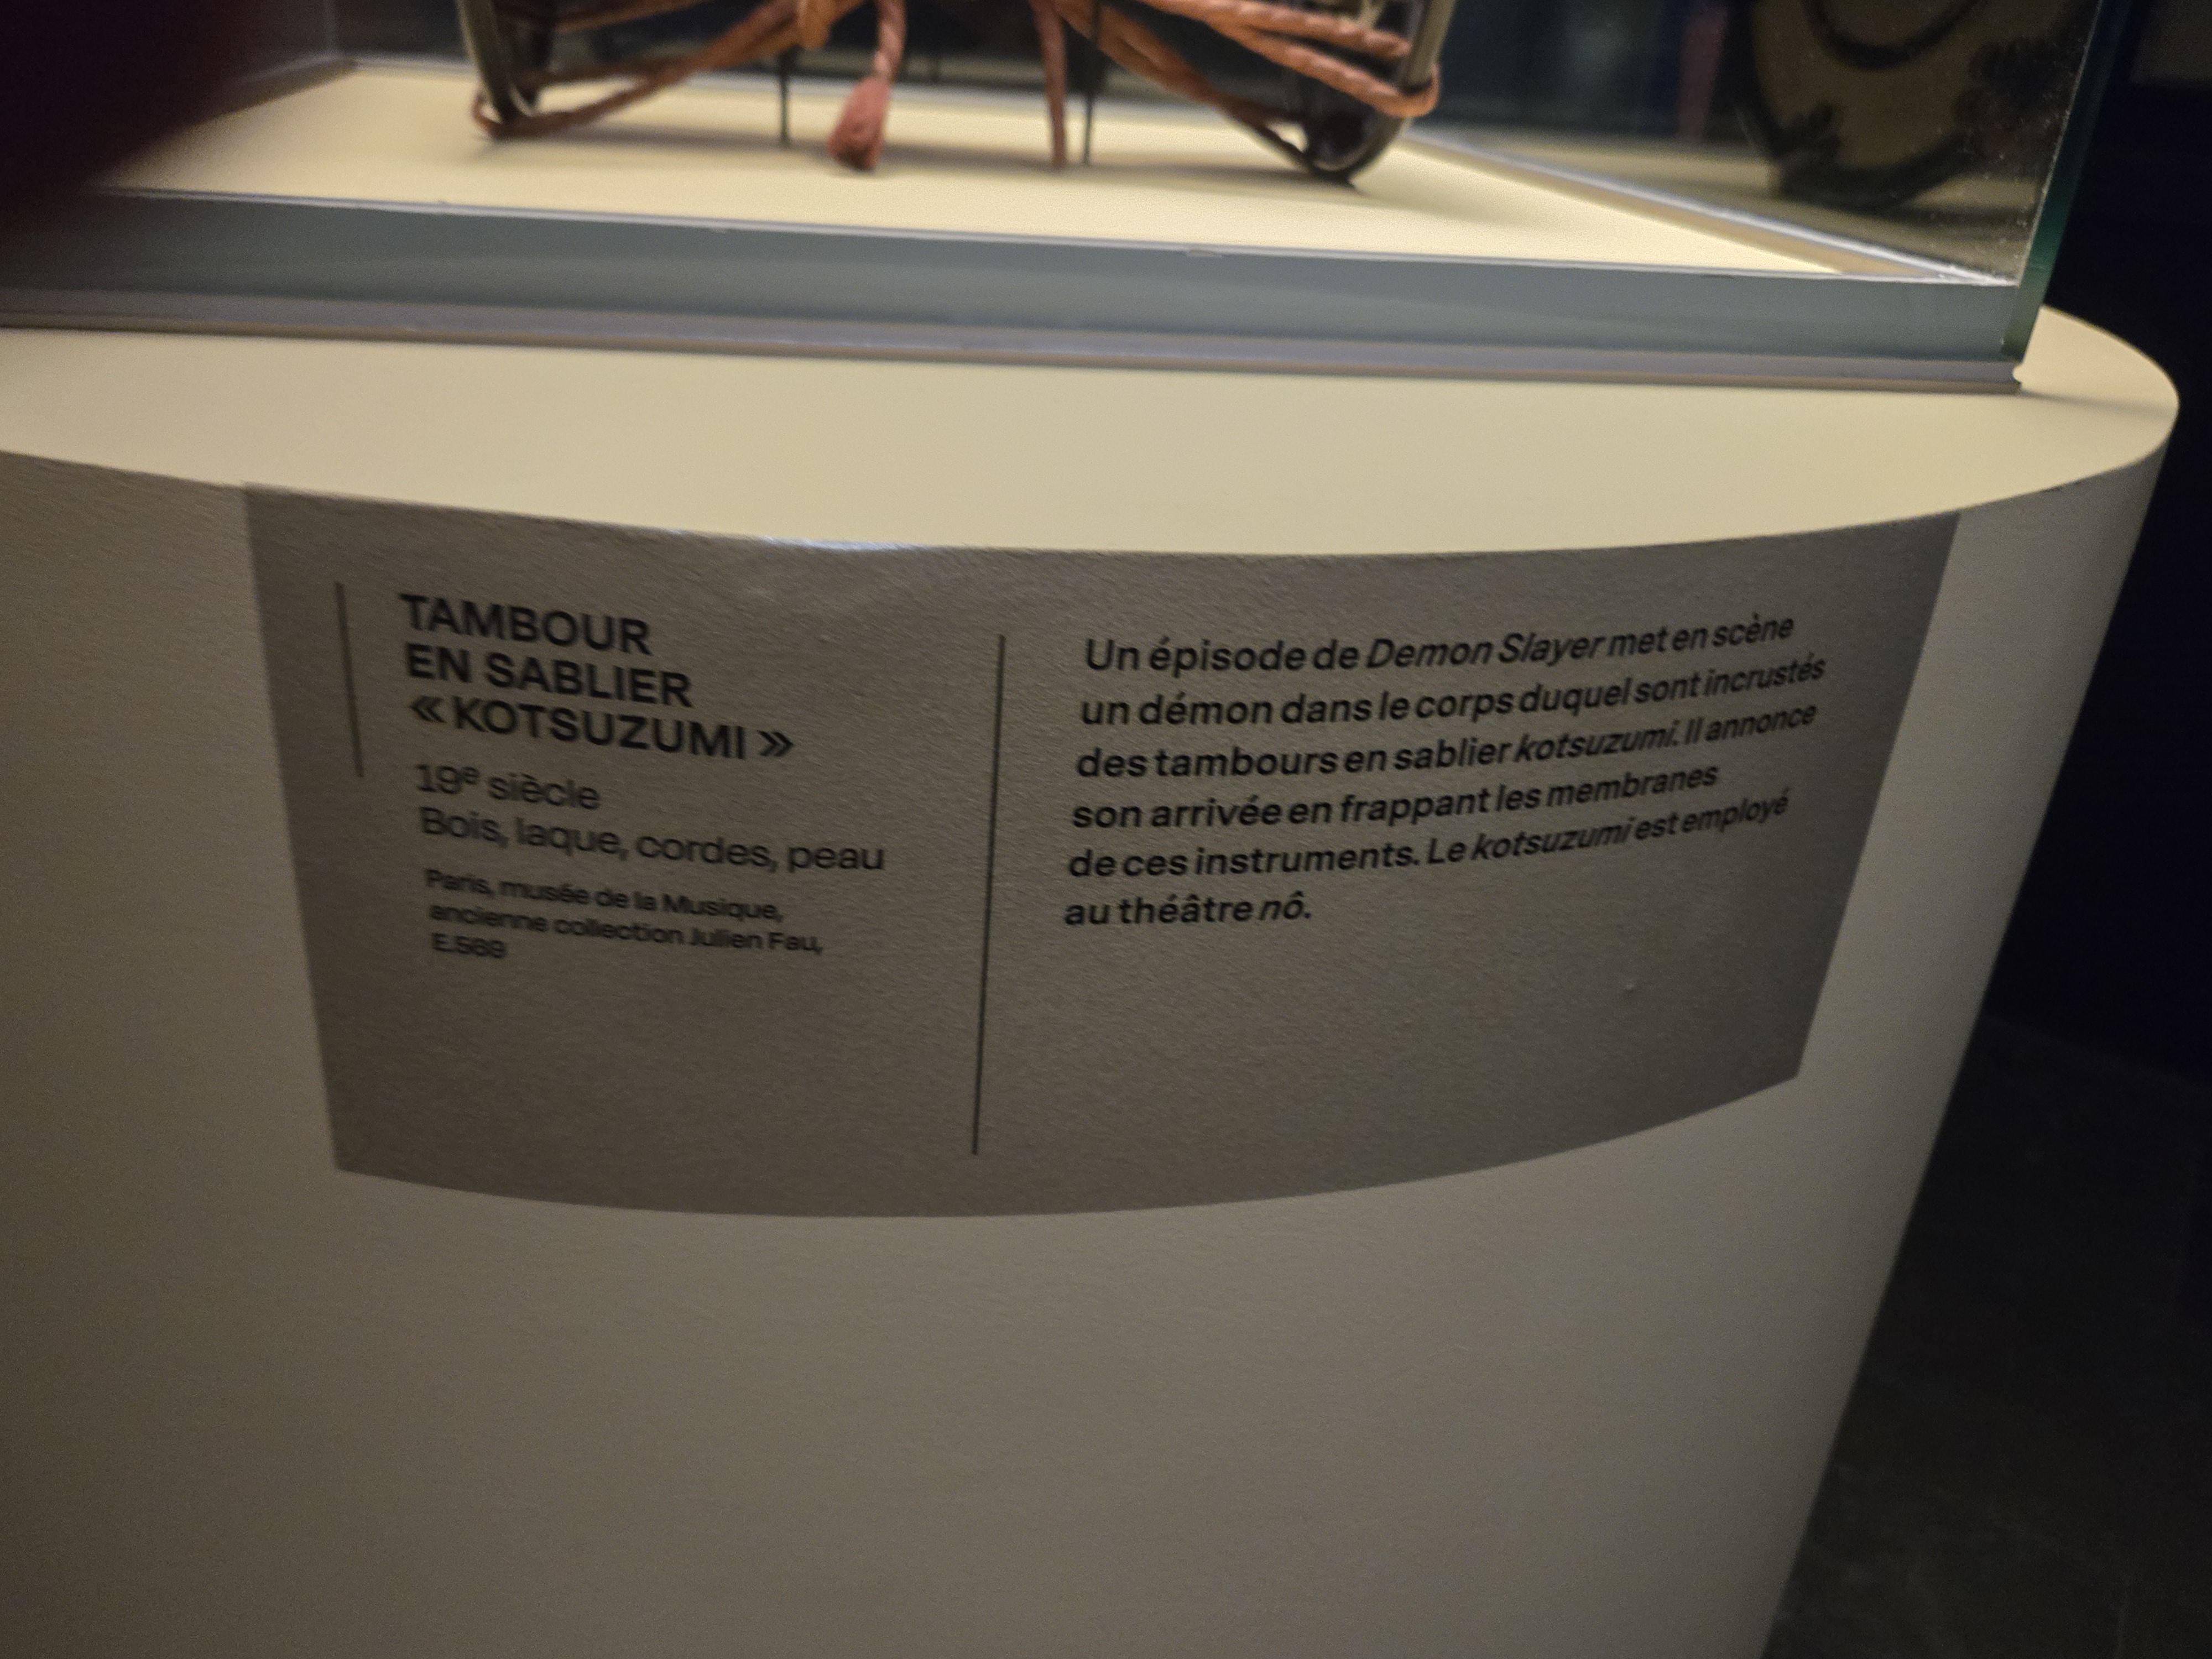 TAMBOUR
EN SABLIER
« KOTSUZUMI »
19e siècle
Bois, laque, cordes, peau
Paris, musée de la Musique,
ancienne collection Julien Fau,
E.569
Un épisode de Demon Slayer met en scène
un démon dans le corps duquel sont incrustés
des tambours en sablier kotsuzumi. Il annonce
son arrivée en frappant les membranes
de ces instruments. Le kotsuzumi est employé
au théâtre nô.